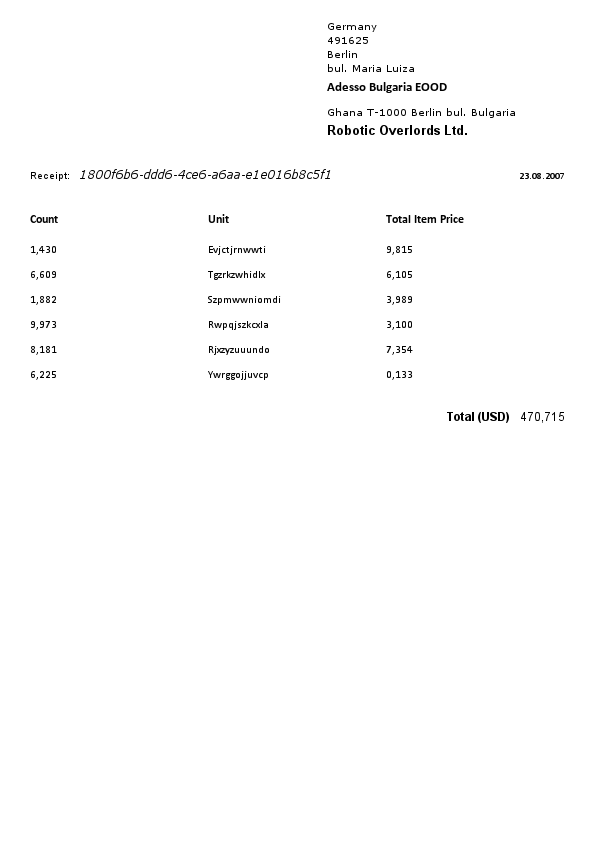 Germany
491625
Berlin
bul. Maria Luiza
Adesso Bulgaria EOOD
Ghana T-1000 Berlin bul. Bulgaria
Robotic Overlords Ltd.
Receipt: 1800f6b6-ddd6-4ce6-a6aa-e1e016b8c5f1 23.08.2007
Count Unit Total Item Price
1,430 Evjctjrnwwti 9,815
6,609 Tgzrkzwhidlx 6,105
1,882 Szpmwwniomdi 3,989
9,973 Rwpqjszkcxla 3,100
8,181 Rjxzyzuuundo 7,354
6,225 Ywrggojjuvcp 0,133
Total (USD) 470,715